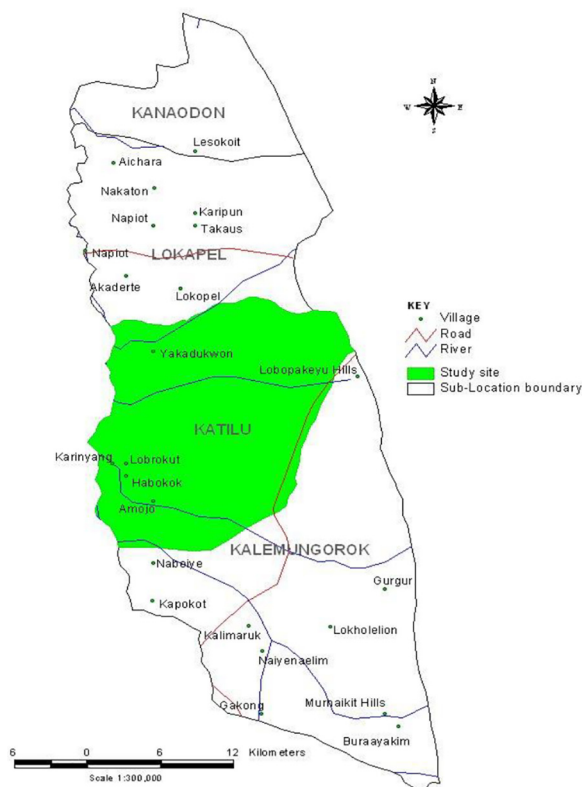 N
W E
S
KANAODON
Lesokoit
Aichara
Nakaton
Karipun
Napiot
Takaus
Napiot
LOKAPEL
Akaderte
Lokopel
KEY
Village
Road
River
Study site
Sub-Location boundary
Yakadukwon
Lobopakeyu Hills
KATILU
Karinyang
Lobrokut
Habokok
Amojo
KALEMUNGOROK
Naboiye
Gurgur
Kapokot
Kalimaruk
Lokholelion
Naiyenaelim
Gakong
Murnaikit Hills
Buraayakim
6 0 6 12 Kilometers
Scale 1:300,000